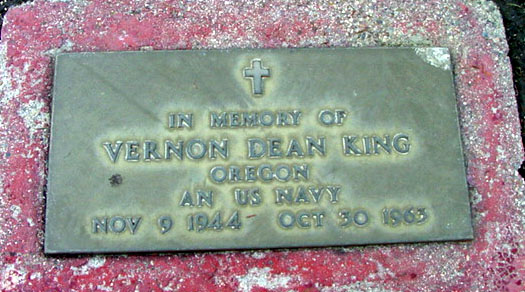 IN MEMORY OF
VERNON DEAN KING
OREGON
AN US NAVY
NOV 9 1944 OCT 30 1963